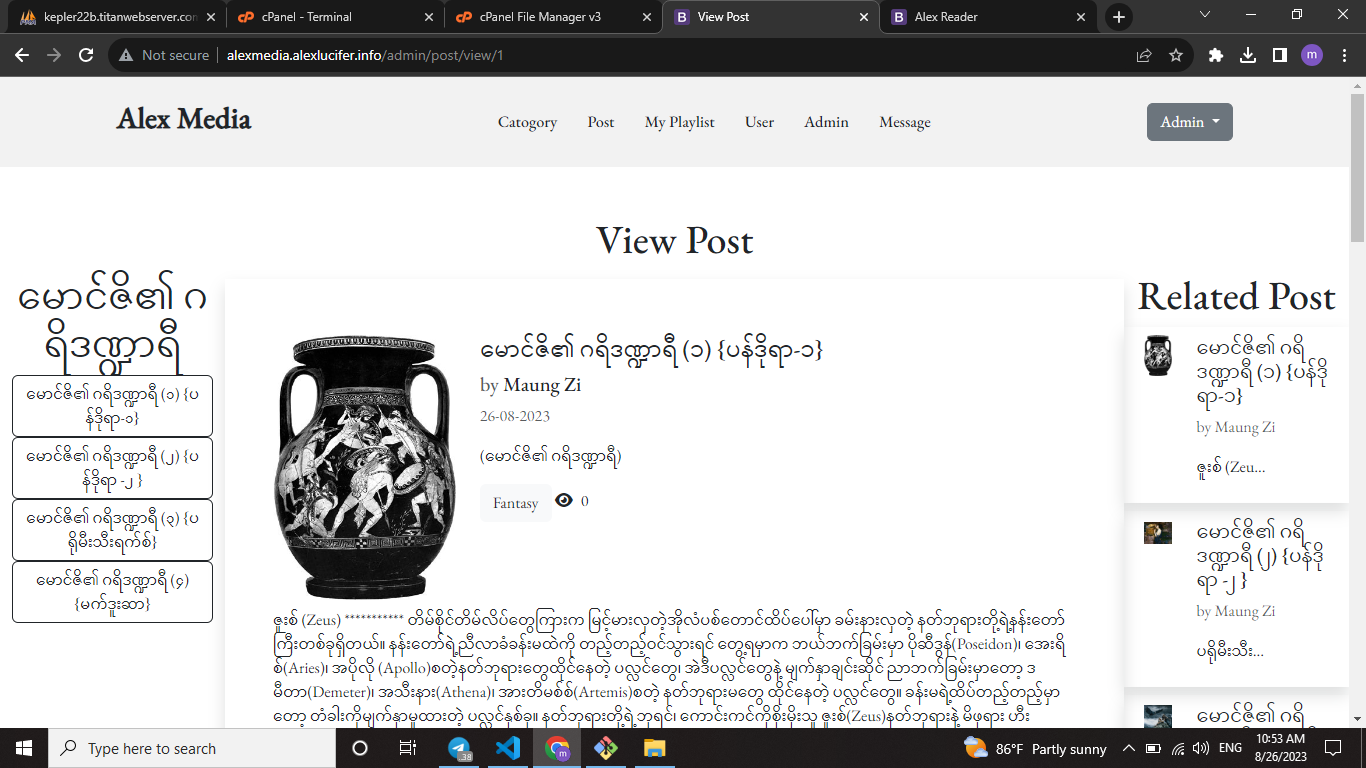 kepler22b.titanwebserver.con
cPanel - Terminal
cPanel File Manager v3
View Post
Alex Reader
Not secure
alexmedia.alexlucifer.info/admin/post/view/1
m
Alex Media
Catogory
Post
My Playlist
User
Admin
Message
Admin
View Post
မောင်ဇိ၏ ဂ
ရိဒဏ္ဍာရီ
မောင်ဇိ၏ ဂရိဒဏ္ဍာရီ (၁) {ပ
န်ဒိုရာ-၁}
မောင်ဇိ၏ ဂရိဒဏ္ဍာရီ (၂) {ပ
န်ဒိုရာ -၂ }
မောင်ဇိ၏ ဂရိဒဏ္ဍာရီ (၃) {ပ
ရိုမီးသီးရက်စ်}
မောင်ဇိ၏ ဂရိဒဏ္ဍာရီ (၄)
{မက်ဒူးဆာ}
မောင်ဇိ၏ ဂရိဒဏ္ဍာရီ (၁) {ပန်ဒိုရာ-၁}
by Maung Zi
26-08-2023
(မောင်ဇိ၏ ဂရိဒဏ္ဍာရီ)
Fantasy
0
ဇူးစ် (Zeus) *********** တိမ်စိုင်တိမ်လိပ်တွေကြားက မြင့်မားလှတဲ့အိုလံပစ်တောင်ထိပ်ပေါ်မှာ ခမ်းနားလှတဲ့ နတ်ဘုရားတို့ရဲ့နန်းတော်
ကြီးတစ်ခုရှိတယ်။ နန်းတော်ရဲ့ညီလာခံခန်းမထဲကို တည့်တည့်ဝင်သွားရင် တွေ့ရမှာက ဘယ်ဘက်ခြမ်းမှာ ပိုဆီဒွန်(Poseidon)၊ အေးရိ
စ်(Aries)၊ အပိုလို (Apollo)စတဲ့နတ်ဘုရားတွေထိုင်နေတဲ့ ပလ္လင်တွေ၊ အဲဒီပလ္လင်တွေနဲ့ မျက်နှာချင်းဆိုင် ညာဘက်ခြမ်းမှာတော့ ဒ
မီတာ(Demeter)၊ အသီးနား(Athena)၊ အားတိမစ်စ်(Artemis)စတဲ့ နတ်ဘုရားမတွေ ထိုင်နေတဲ့ ပလ္လင်တွေ။ ခန်းမရဲ့ထိပ်တည့်တည့်မှာ
တော့ တံခါးကိုမျက်နှာမူထားတဲ့ ပလ္လင်နှစ်ခု။ နတ်ဘုရားတို့ရဲ့ဘုရင်၊ ကောင်းကင်ကိုစိုးမိုးသူ ဇူးစ်(Zeus)နတ်ဘုရားနဲ့ မိဖုရား ဟီး
Related Post
မောင်ဇိ၏ ဂရိ
ဒဏ္ဍာရီ (၁) {ပန်ဒို
ရာ-၁}
by Maung Zi
ဇူးစ် (Zeu...
မောင်ဇိ၏ ဂရိ
ဒဏ္ဍာရီ (၂) {ပန်ဒို
ရာ -၂ }
by Maung Zi
ပရိုမီးသီး...
မောင်ဇိ၏ ဂရိ
Type here to search
38
86°F Partly sunny
ENG
10:53 AM
8/26/2023